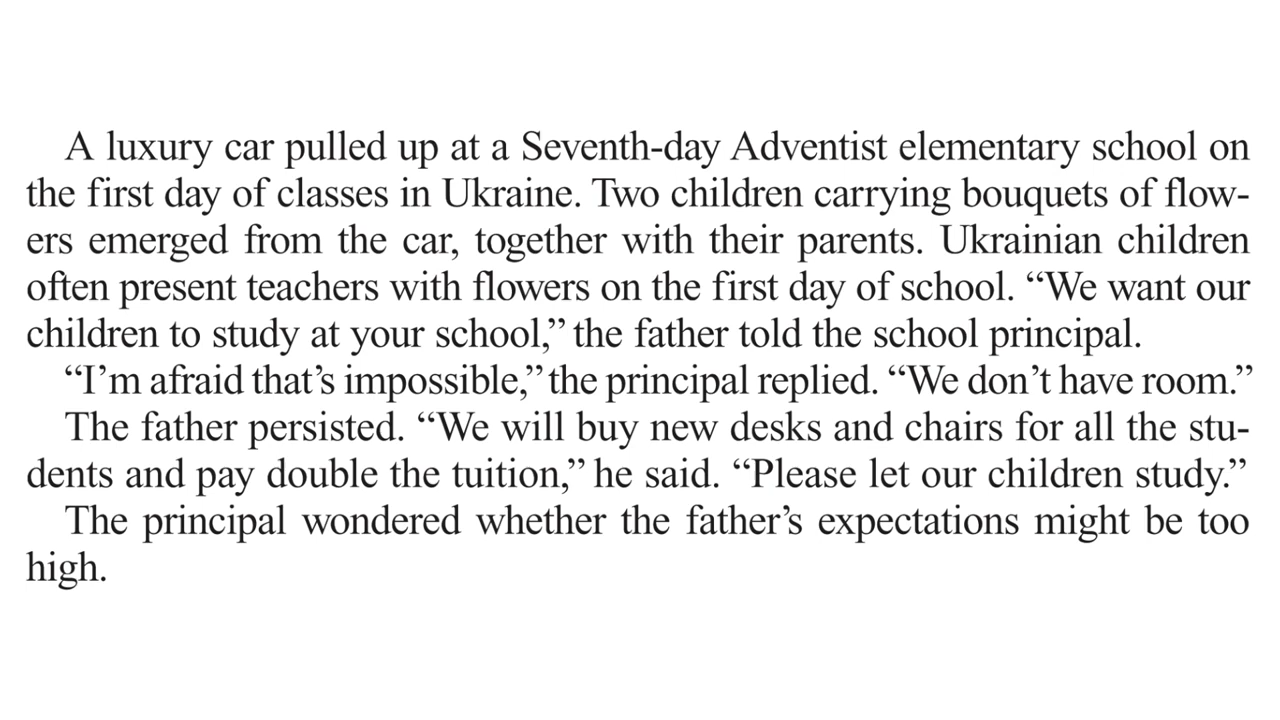 A luxury car pulled up at a Seventh-day Adventist elementary school on
the first day of classes in Ukraine. Two children carrying bouquets of flow-
ers emerged from the car, together with their parents. Ukrainian children
often present teachers with flowers on the first day of school. “We want our
children to study at your school,” the father told the school principal.
“I’m afraid that’s impossible,” the principal replied. “We don’t have room.”
The father persisted. “We will buy new desks and chairs for all the stu-
dents and pay double the tuition,” he said. “Please let our children study.”
The principal wondered whether the father’s expectations might be too
high.